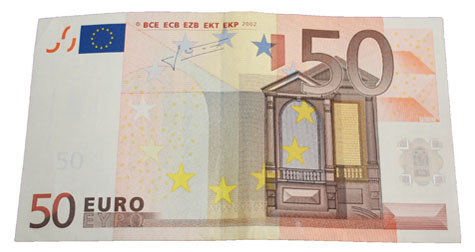 © BCE ECB EZB EKT EKP 2002
50
50
50 EURO
ΕΥΡΩ